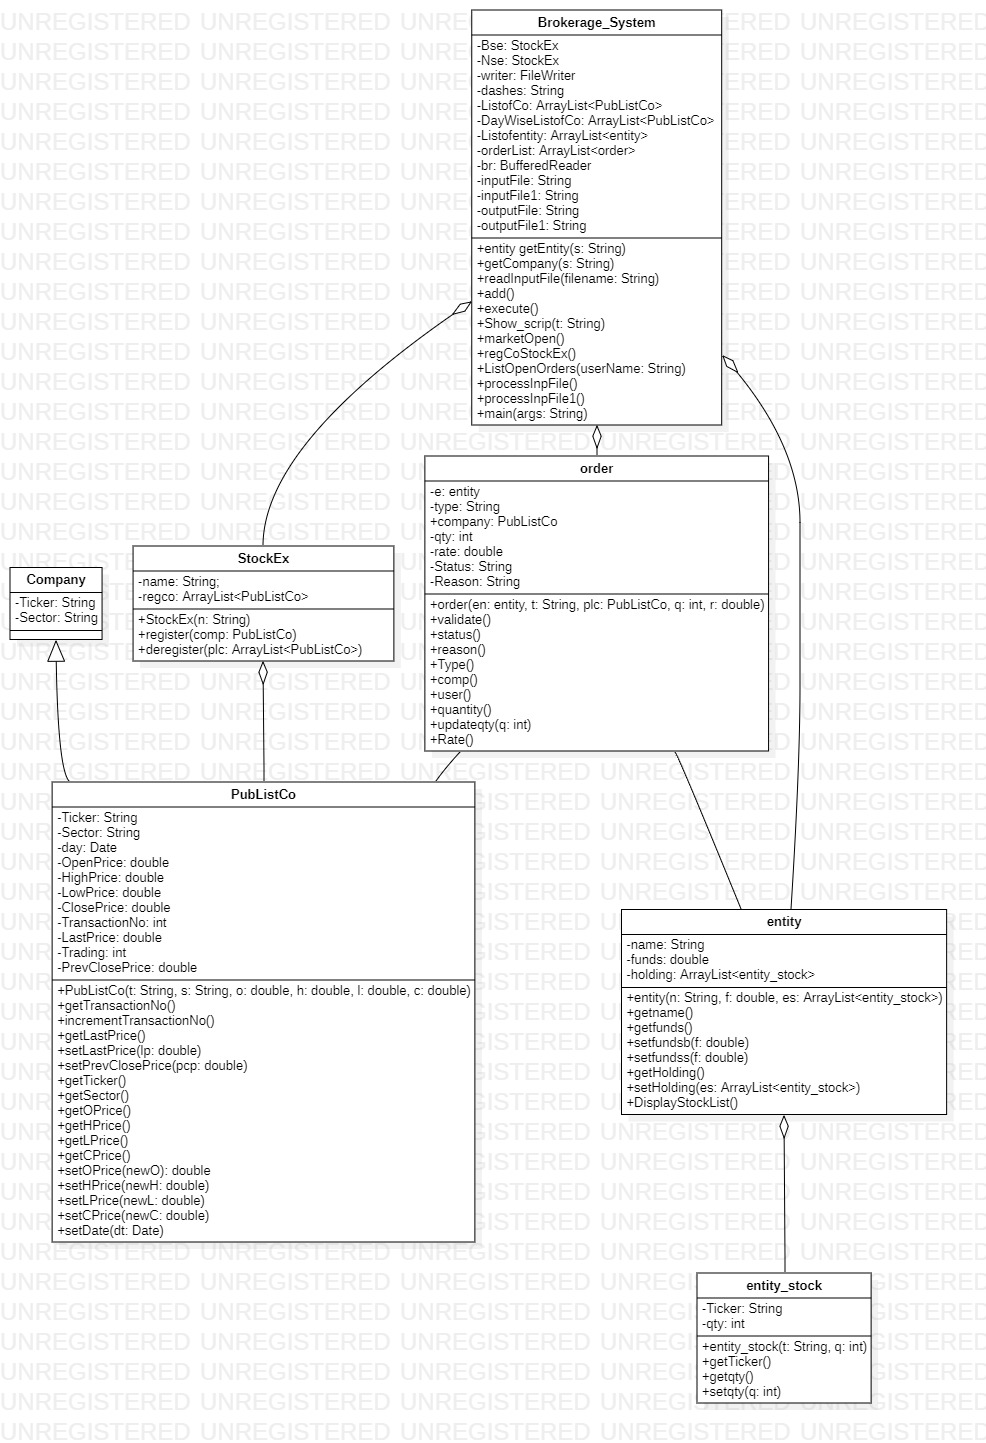 Brokerage_System
-Bse: StockEx
-Nse: StockEx
-writer: FileWriter
-dashes: String
-ListofCo: ArrayList<PubListCo>
-DayWiseListofCo: ArrayList<PubListCo>
-Listofentity: ArrayList<entity>
-orderList: ArrayList<order>
-br: BufferedReader
-inputFile: String
-inputFile1: String
-outputFile: String
-outputFile1: String
+entity getEntity(s: String)
+getCompany(s: String)
+readInputFile(filename: String)
+add()
+execute()
+Show_scrip(t: String)
+marketOpen()
+regCoStockEx()
+ListOpenOrders(userName: String)
+processInpFile()
+processInpFile1()
+main(args: String)
order
-e: entity
-type: String
+company: PubListCo
-qty: int
-rate: double
-Status: String
-Reason: String
+order(en: entity, t: String, plc: PubListCo, q: int, r: double)
+validate()
+status()
+reason()
+Type()
+comp()
+user()
+quantity()
+updateqty(q: int)
+Rate()
StockEx
-name: String;
-regco: ArrayList<PubListCo>
+StockEx(n: String)
+register(comp: PubListCo)
+deregister(plc: ArrayList<PubListCo>)
Company
-Ticker: String
-Sector: String
PubListCo
-Ticker: String
-Sector: String
-day: Date
-OpenPrice: double
-HighPrice: double
-LowPrice: double
-ClosePrice: double
-TransactionNo: int
-LastPrice: double
-Trading: int
-PrevClosePrice: double
+PubListCo(t: String, s: String, o: double, h: double, l: double, c: double)
+getTransactionNo()
+incrementTransactionNo()
+getLastPrice()
+setLastPrice(lp: double)
+setPrevClosePrice(pcp: double)
+getTicker()
+getSector()
+getOPrice()
+getHPrice()
+getLPrice()
+getCPrice()
+setOPrice(newO): double
+setHPrice(newH: double)
+setLPrice(newL: double)
+setCPrice(newC: double)
+setDate(dt: Date)
entity
-name: String
-funds: double
-holding: ArrayList<entity_stock>
+entity(n: String, f: double, es: ArrayList<entity_stock>)
+getname()
+getfunds()
+setfundsb(f: double)
+setfundss(f: double)
+getHolding()
+setHolding(es: ArrayList<entity_stock>)
+DisplayStockList()
entity_stock
-Ticker: String
-qty: int
+entity_stock(t: String, q: int)
+getTicker()
+getqty()
+setqty(q: int)
UNREGISTERED